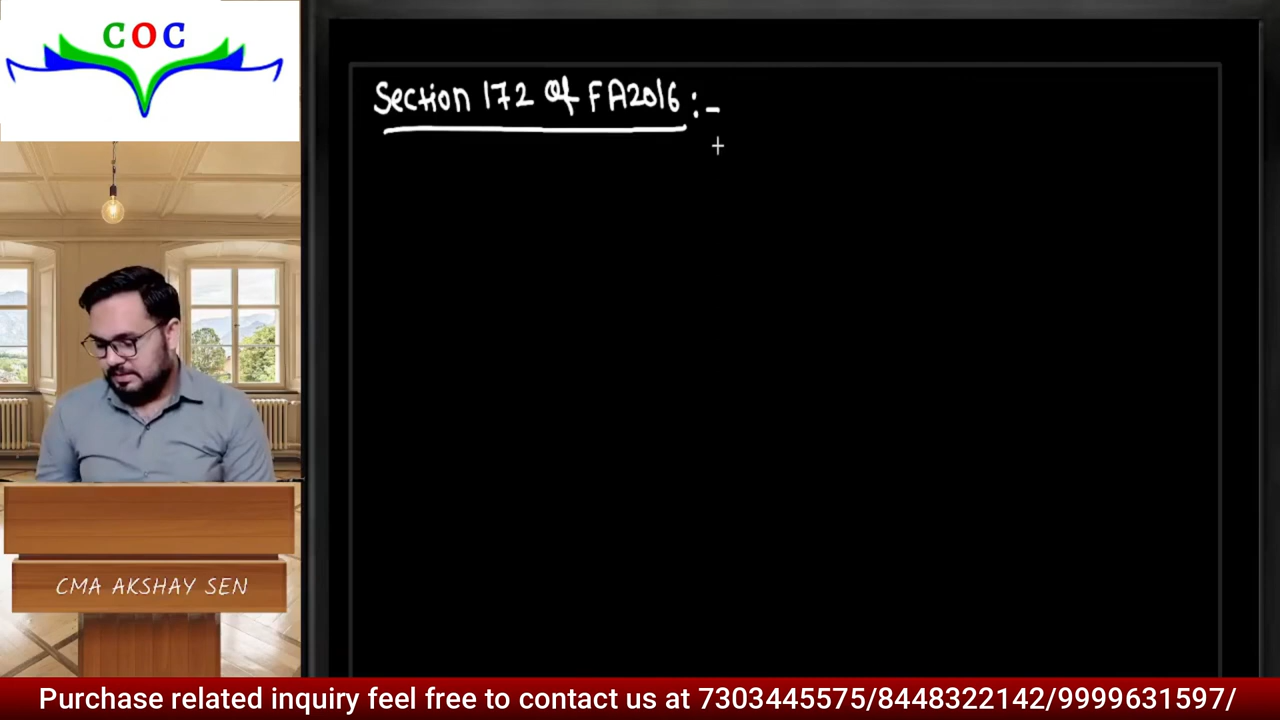 COC
Section 172 Of FA2016 :-
CMA AKSHAY SEN
Purchase related inquiry feel free to contact us at 7303445575/8448322142/9999631597/